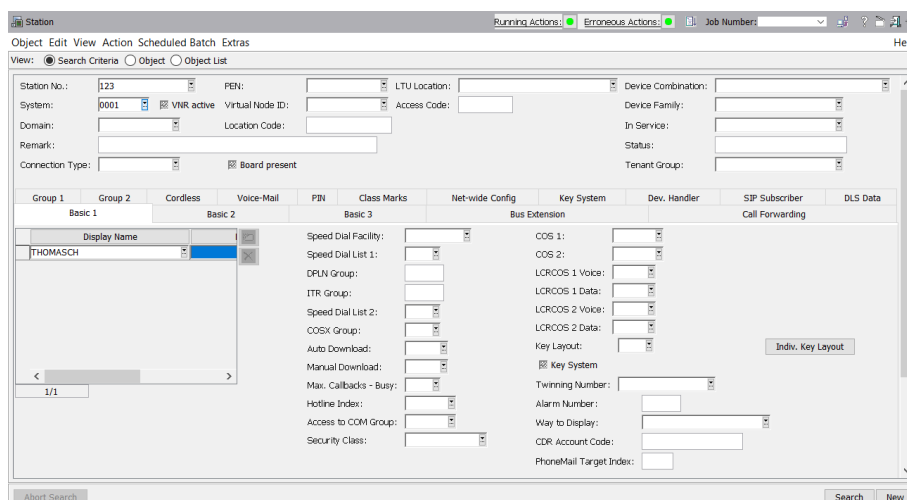 Station Running Actions: Erroneous Actions: Job Number: ?
Object Edit View Action Scheduled Batch Extras He
View: Search Criteria Object Object List
Station No.: 123 PEN: LTU Location: Device Combination:
System: 0001 VNR active Virtual Node ID: Access Code: Device Family:
Domain: Location Code: In Service:
Remark: Status:
Connection Type: Board present Tenant Group:
Group 1 Group 2 Cordless Voice-Mail PIN Class Marks Net-wide Config Key System Dev. Handler SIP Subscriber DLS Data
Basic 1 Basic 2 Basic 3 Bus Extension Call Forwarding
Display Name
THOMASCH
1/1
Speed Dial Facility:
Speed Dial List 1:
DPLN Group:
ITR Group:
Speed Dial List 2:
COSX Group:
Auto Download:
Manual Download:
Max. Callbacks - Busy:
Hotline Index:
Access to COM Group:
Security Class:
COS 1:
COS 2:
LCRCOS 1 Voice:
LCRCOS 1 Data:
LCRCOS 2 Voice:
LCRCOS 2 Data:
Key Layout: Indiv. Key Layout
Key System
Twinning Number:
Alarm Number:
Way to Display:
CDR Account Code:
PhoneMail Target Index:
Abort Search Search New